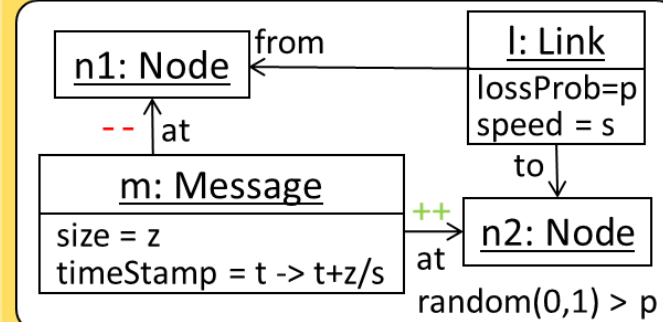 n1: Node
from
l: Link
lossProb=p
speed = s
-- at
to
m: Message
size = z
timeStamp = t -> t+z/s
++
at
n2: Node
random(0,1) > p